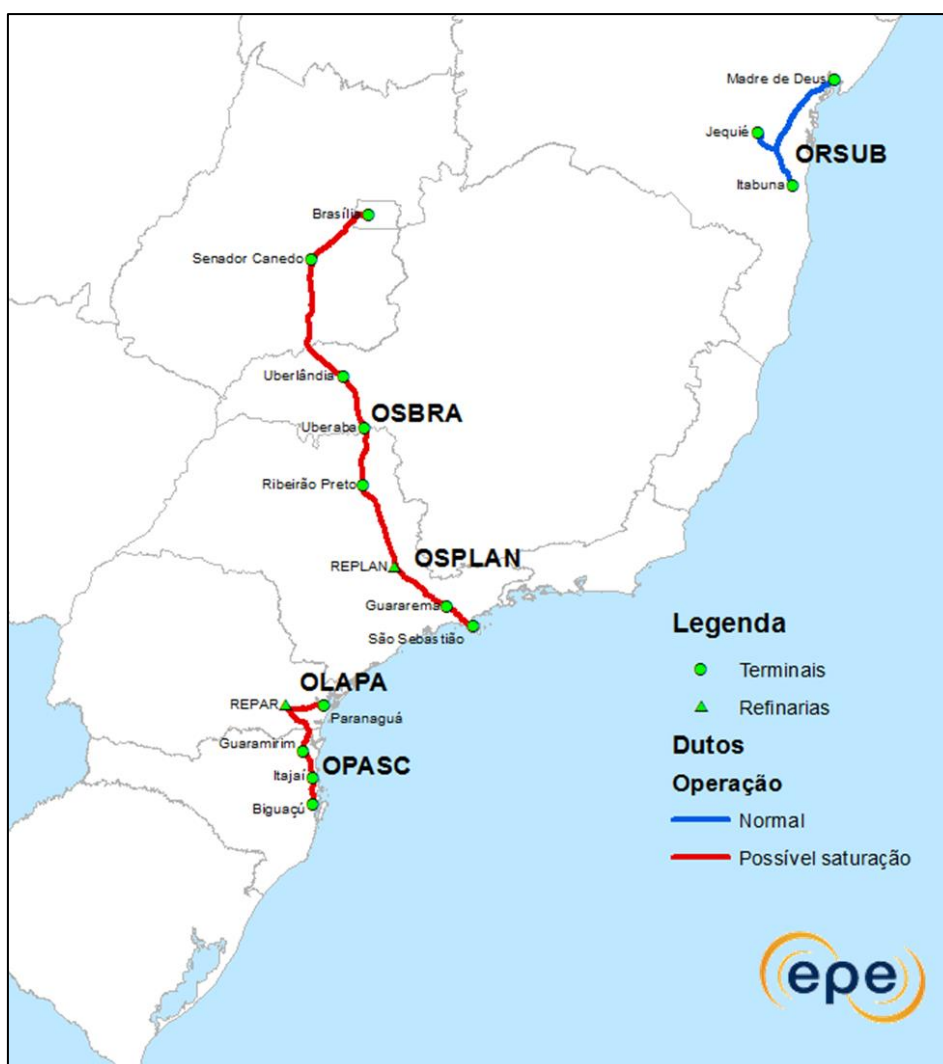 Madre de Deus
Jequié
ORSUB
Itabuna
Brasília
Senador Canedo
Uberlândia
OSBRA
Uberaba
Ribeirão Preto
OSPLAN
REPLAN
Guararema
São Sebastião
Legenda
Terminais
Refinarias
Dutos
Operação
Normal
Possível saturação
OLAPA
REPAR
Paranaguá
Guaramirim
OPASC
Itajaí
Biguaçú
epe